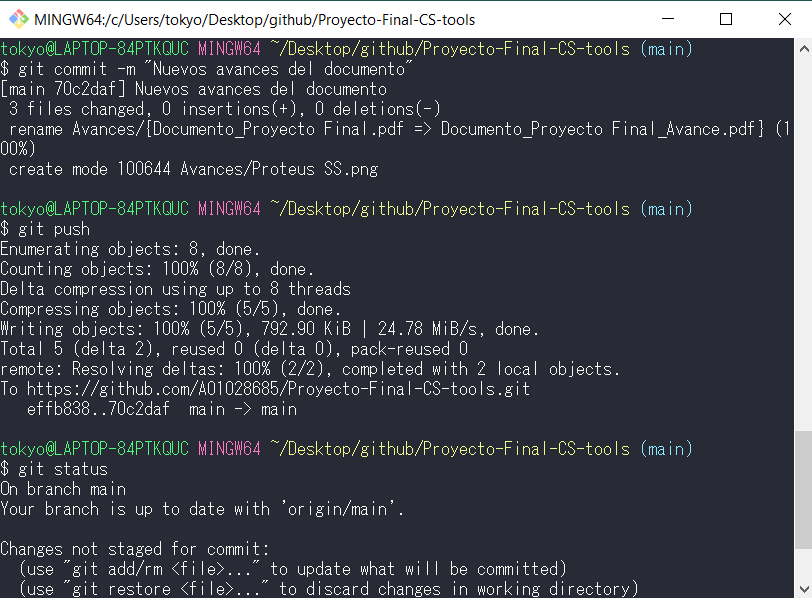 MINGW64:/c/Users/tokyo/Desktop/github/Proyecto-Final-CS-tools
tokyo@LAPTOP-84PTKQUC MINGW64 ~/Desktop/github/Proyecto-Final-CS-tools (main)
$ git commit -m "Nuevos avances del documento"
[main 70c2daf] Nuevos avances del documento
 3 files changed, 0 insertions(+), 0 deletions(-)
 rename Avances/{Documento_Proyecto Final.pdf => Documento_Proyecto Final_Avance.pdf} (1
00%)
 create mode 100644 Avances/Proteus SS.png
tokyo@LAPTOP-84PTKQUC MINGW64 ~/Desktop/github/Proyecto-Final-CS-tools (main)
$ git push
Enumerating objects: 8, done.
Counting objects: 100% (8/8), done.
Delta compression using up to 8 threads
Compressing objects: 100% (5/5), done.
Writing objects: 100% (5/5), 792.90 KiB | 24.78 MiB/s, done.
Total 5 (delta 2), reused 0 (delta 0), pack-reused 0
remote: Resolving deltas: 100% (2/2), completed with 2 local objects.
To https://github.com/A01028685/Proyecto-Final-CS-tools.git
   effb838..70c2daf  main -> main
tokyo@LAPTOP-84PTKQUC MINGW64 ~/Desktop/github/Proyecto-Final-CS-tools (main)
$ git status
On branch main
Your branch is up to date with 'origin/main'.
Changes not staged for commit:
  (use "git add/rm <file>..." to update what will be committed)
  (use "git restore <file>..." to discard changes in working directory)